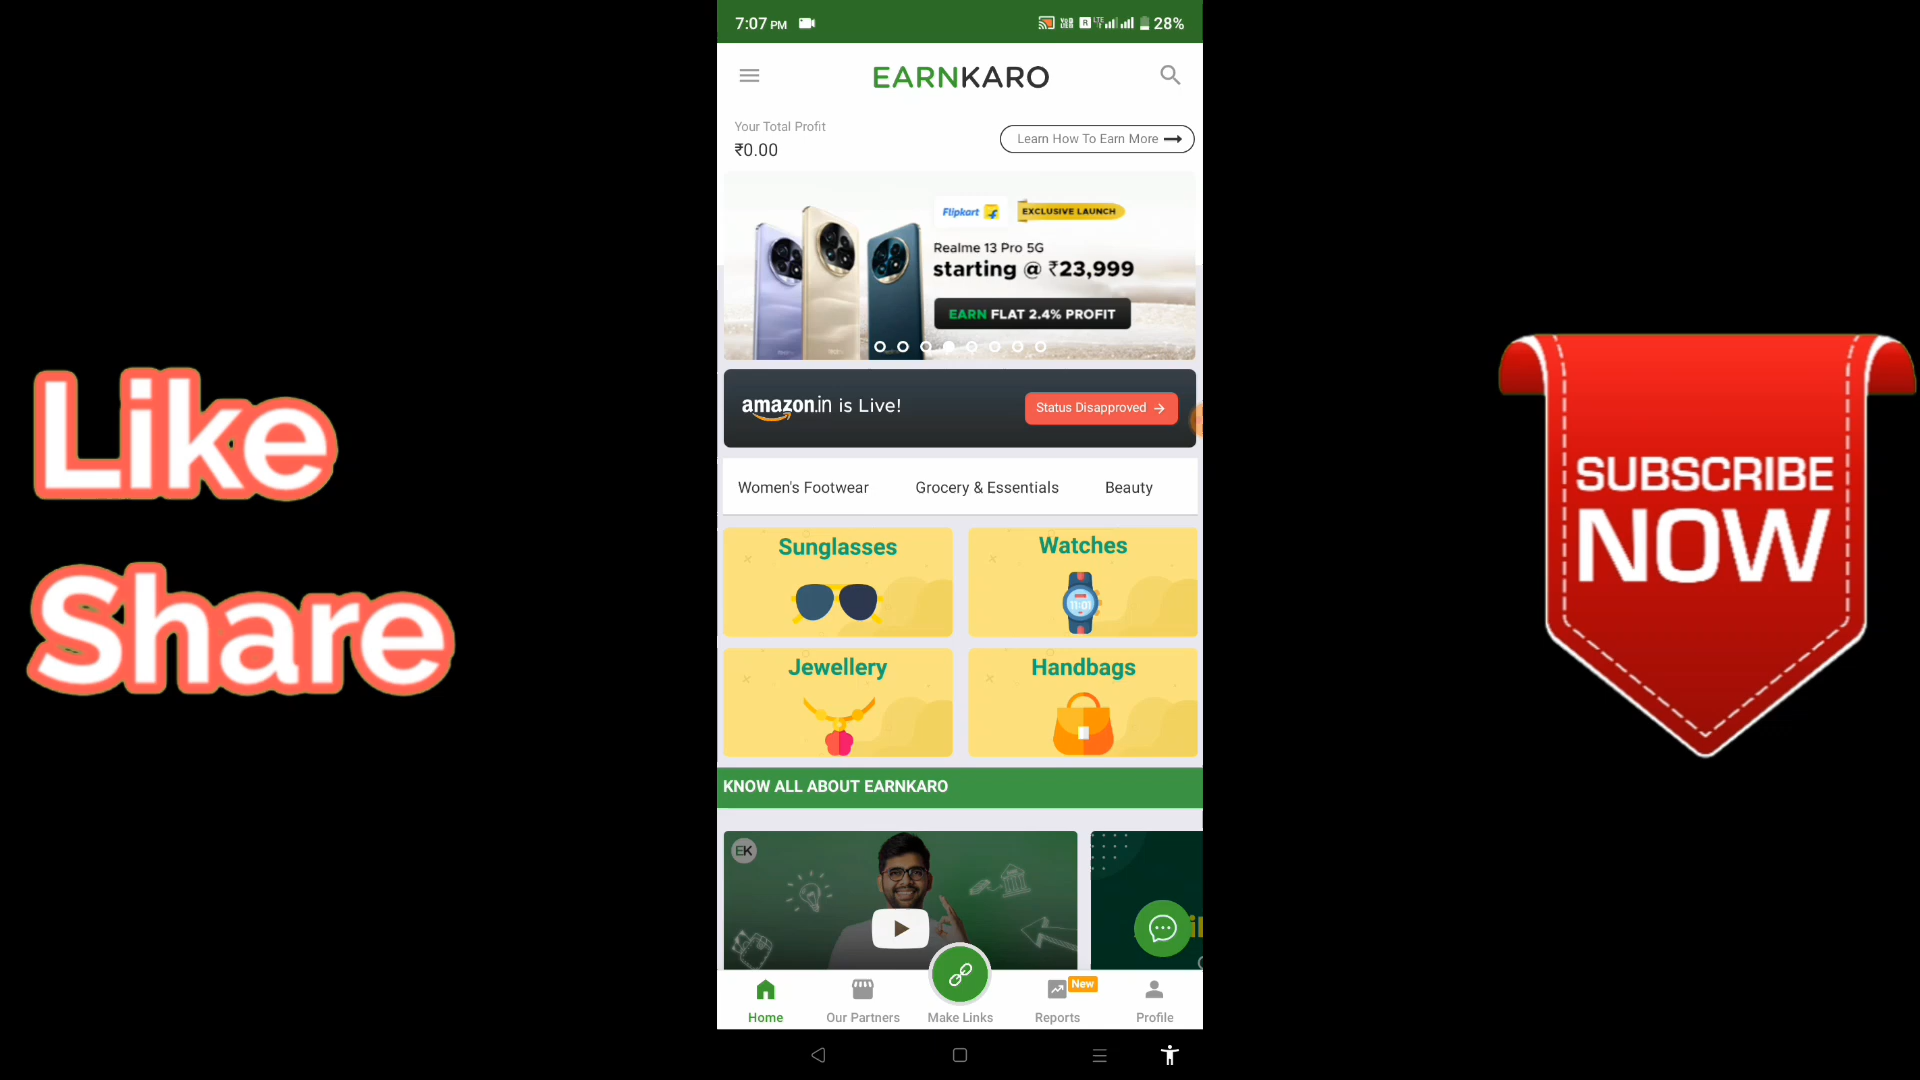 7:07 PM
28%
EARNKARO
Your Total Profit
₹0.00
Learn How To Earn More
Flipkart
EXCLUSIVE LAUNCH
Realme 13 Pro 5G
starting @ ₹23,999
EARN FLAT 2.4% PROFIT
amazon.in is Live!
Status Disapproved
Women's Footwear
Grocery & Essentials
Beauty
Sunglasses
Watches
11:01
Jewellery
Handbags
KNOW ALL ABOUT EARNKARO
EK
Home
Our Partners
Make Links
Reports
New
Profile
Like
Share
SUBSCRIBE
NOW